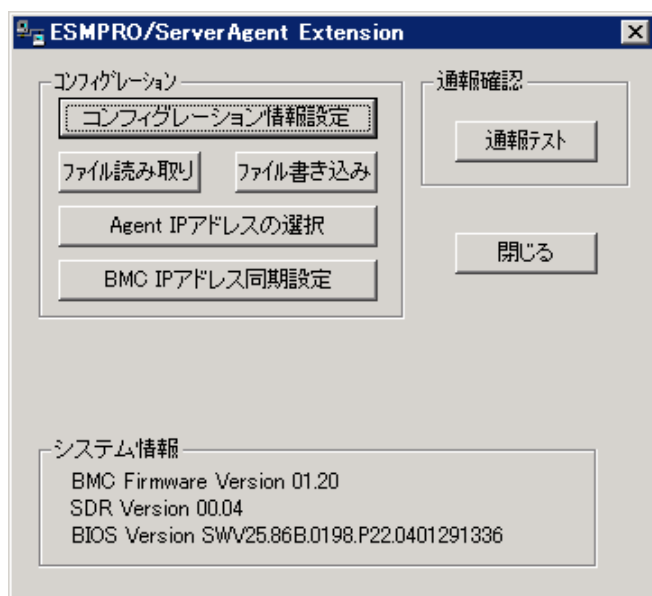 ESMPRO/ServerAgent Extension
コンフィグレーション
コンフィグレーション情報設定
ファイル読み取り
ファイル書き込み
Agent IPアドレスの選択
BMC IPアドレス同期設定
通報確認
通報テスト
閉じる
システム情報
BMC Firmware Version 01.20
SDR Version 00.04
BIOS Version SWV25.86B.0198.P22.0401291336